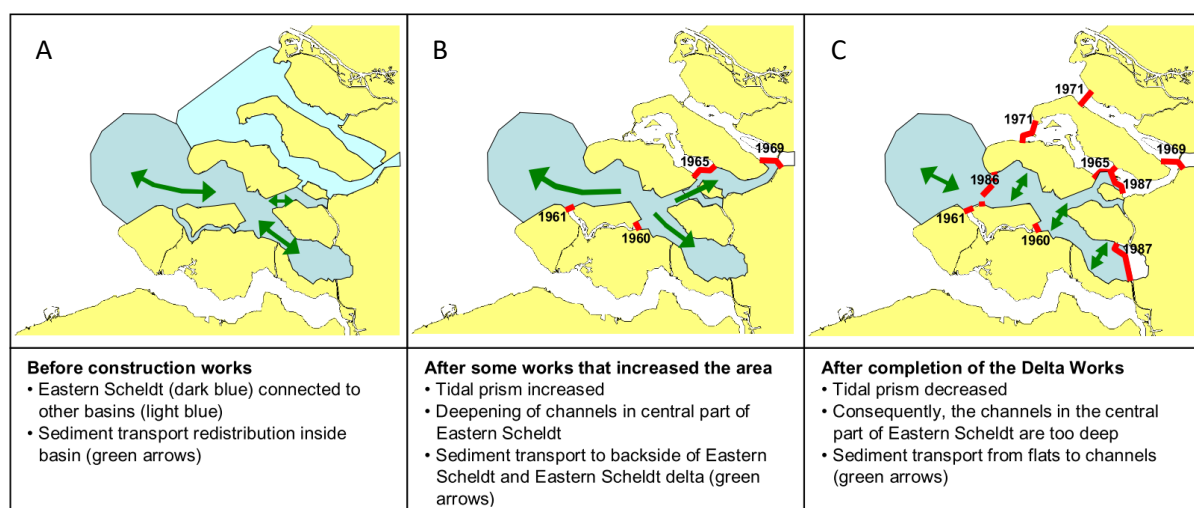 A
B
C
1965
1969
1961
1960
1971
1971
1969
1965
1986
1987
1961
1960
1987
Before construction works
• Eastern Scheldt (dark blue) connected to
other basins (light blue)
• Sediment transport redistribution inside
basin (green arrows)
After some works that increased the area
• Tidal prism increased
• Deepening of channels in central part of
Eastern Scheldt
• Sediment transport to backside of Eastern
Scheldt and Eastern Scheldt delta (green
arrows)
After completion of the Delta Works
• Tidal prism decreased
• Consequently, the channels in the central
part of Eastern Scheldt are too deep
• Sediment transport from flats to channels
(green arrows)